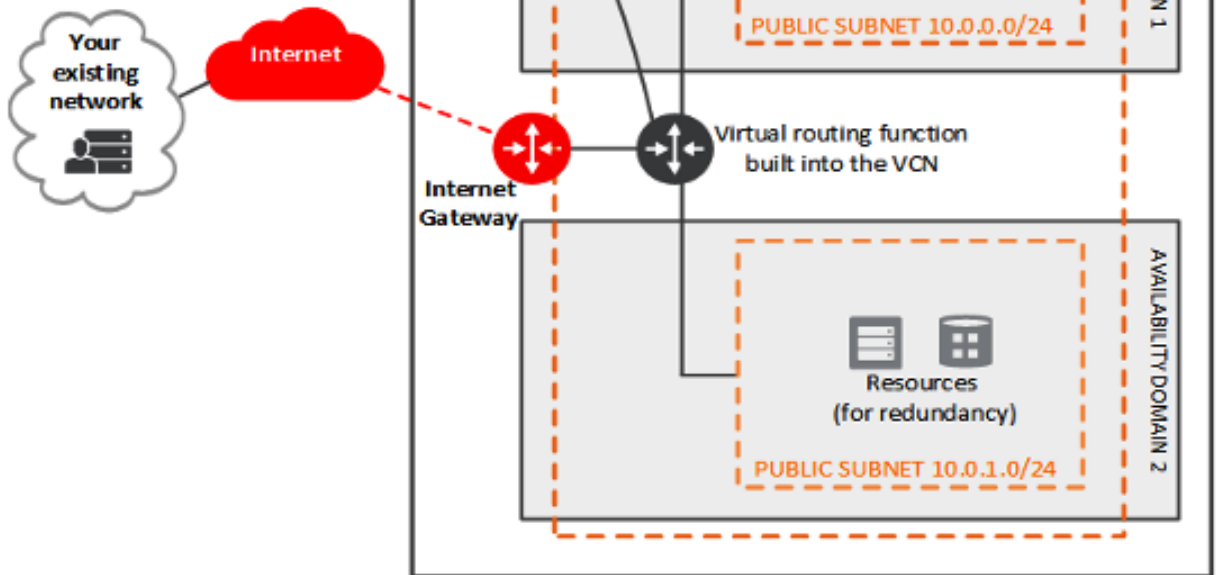 Your
existing
network
Internet
PUBLIC SUBNET 10.0.0.0/24
N 1
Virtual routing function
built into the VCN
Internet
Gateway
Resources
(for redundancy)
PUBLIC SUBNET 10.0.1.0/24
AVAILABILITY DOMAIN 2